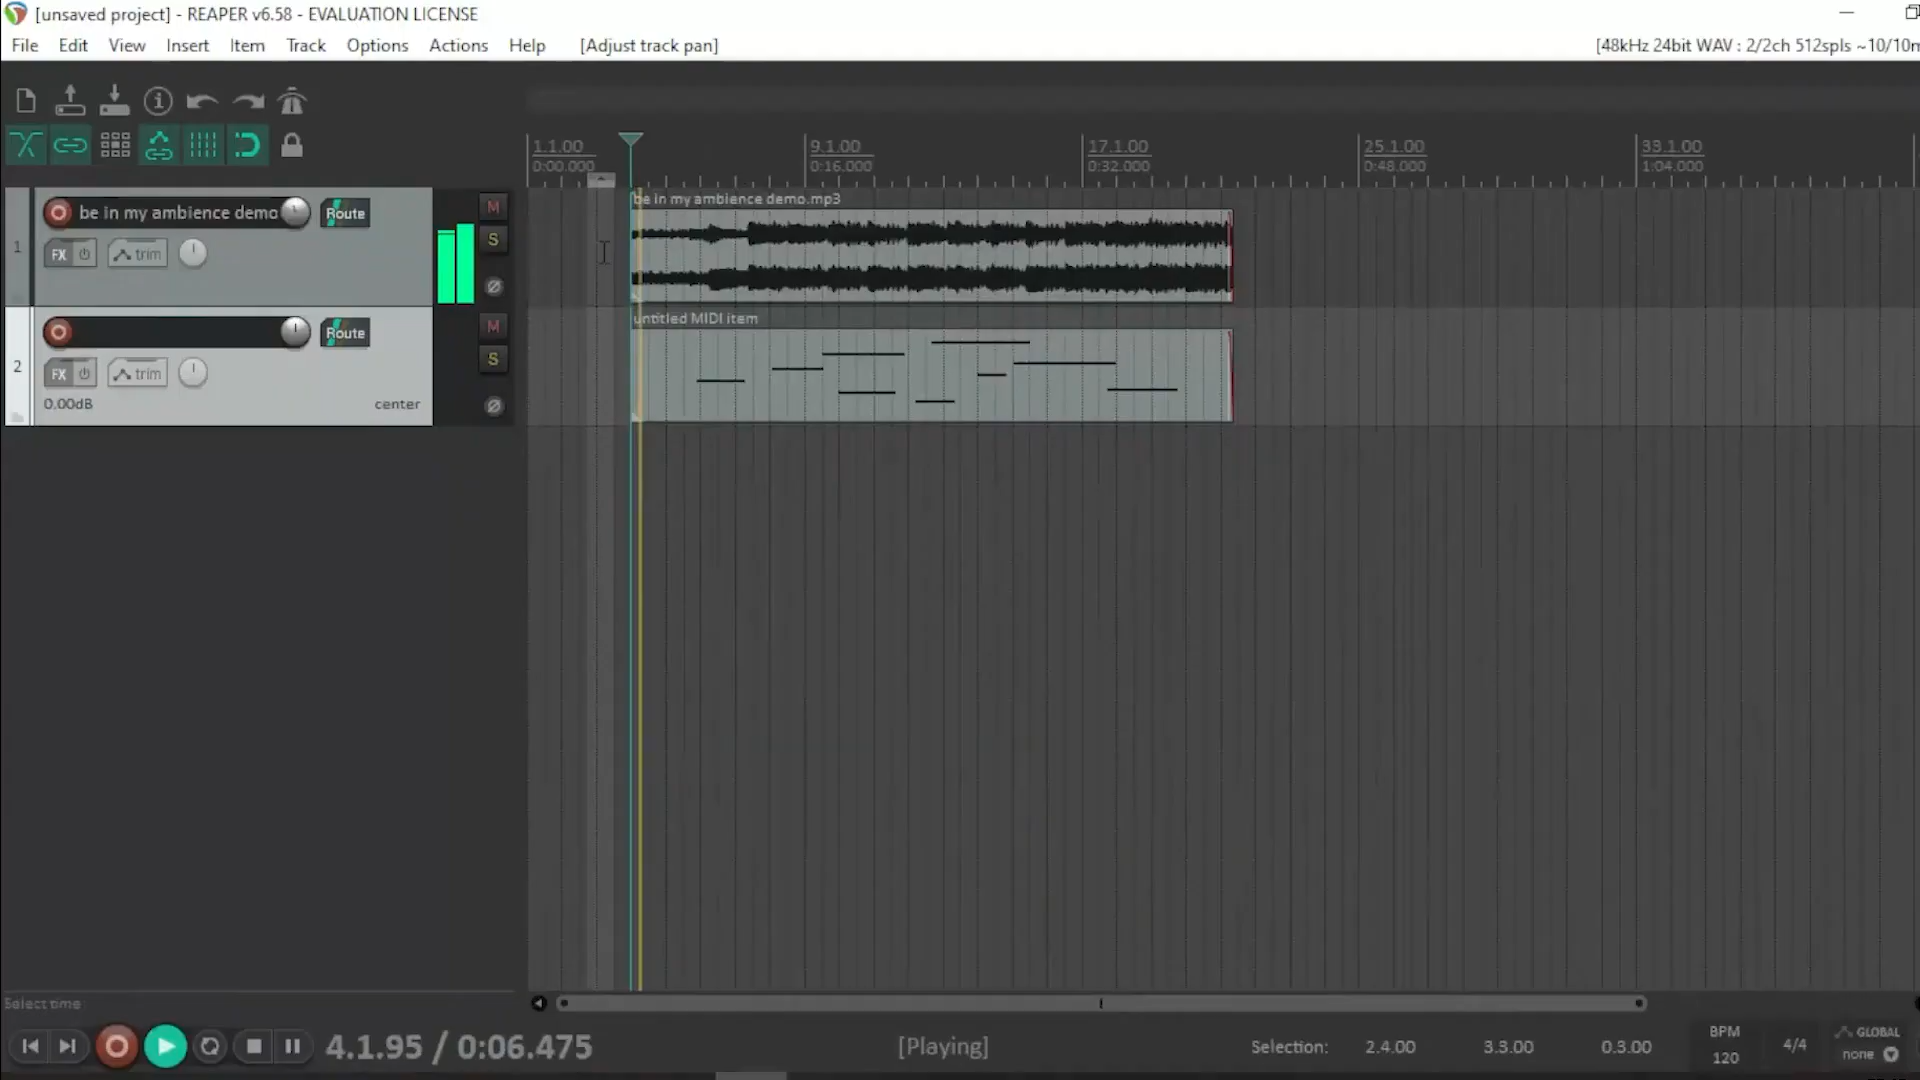 [unsaved project] - REAPER v6.58 - EVALUATION LICENSE
File Edit View Insert Item Track Options Actions Help [Adjust track pan] [48kHz 24bit WAV : 2/2ch 512spls ~10/10m
1.1.00 9.1.00 17.1.00 25.1.00 33.1.00
0:00.000 0:16.000 0:32.000 0:48.000 1:04.000
1 be in my ambience demo Route M be in my ambience demo.mp3
FX trim S
2 Route M untitled MIDI item
FX trim S
0.00dB center
Select time
4.1.95 / 0:06.475 [Playing] Selection: 2.4.00 3.3.00 0.3.00 BPM 4/4 GLOBAL
120 none